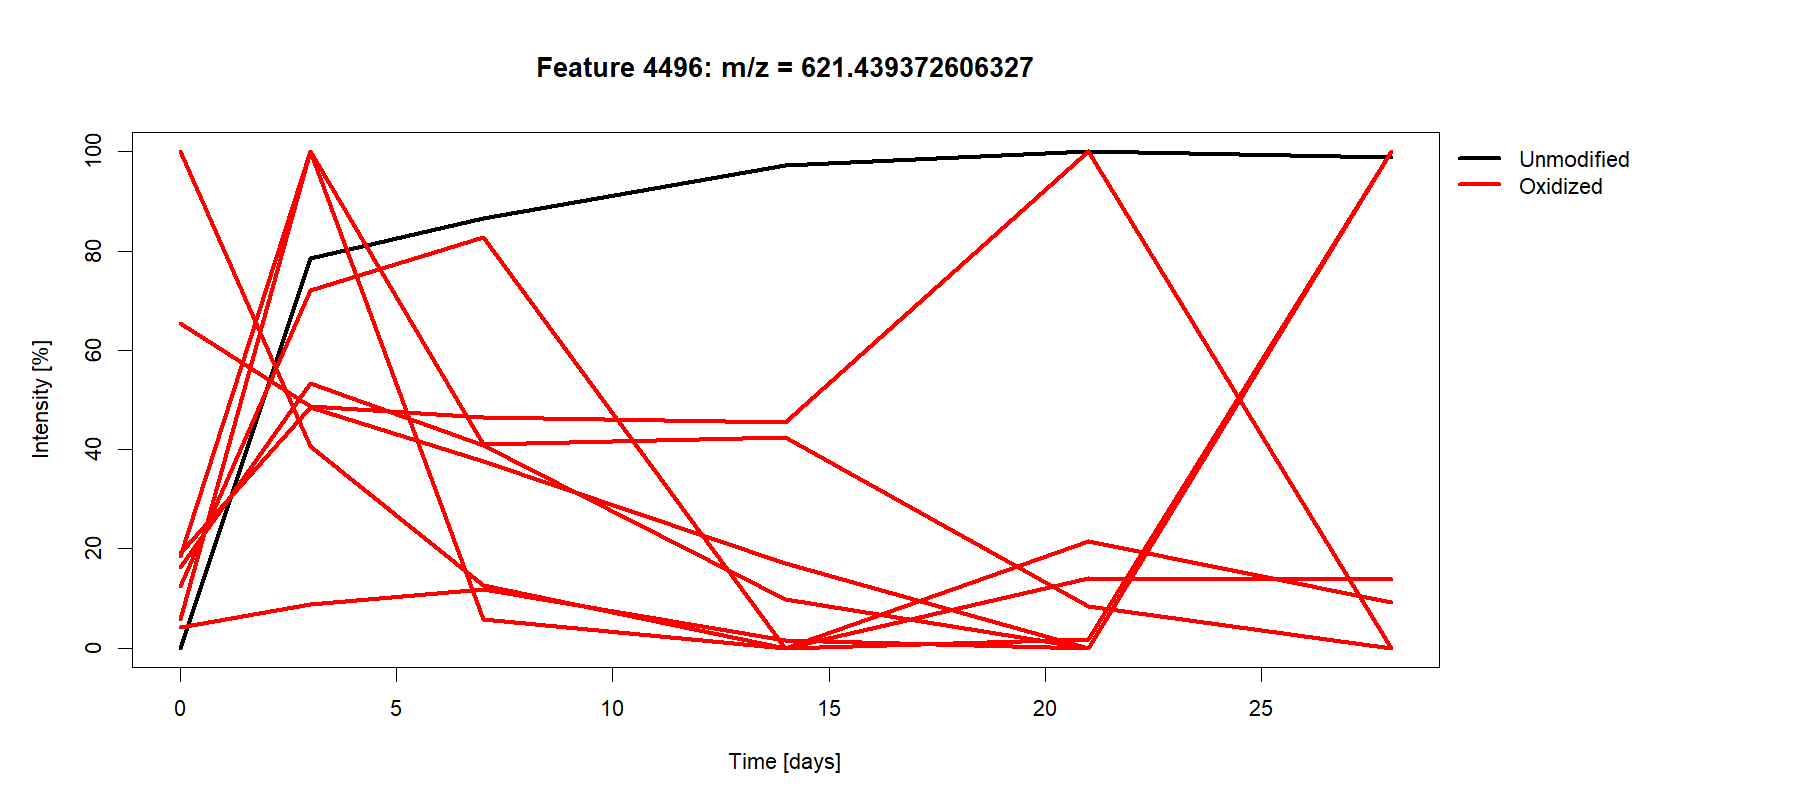 Feature 4496: m/z = 621.439372606327
Unmodified
Oxidized
100
80
60
40
20
0
Intensity [%]
0 5 10 15 20 25
Time [days]